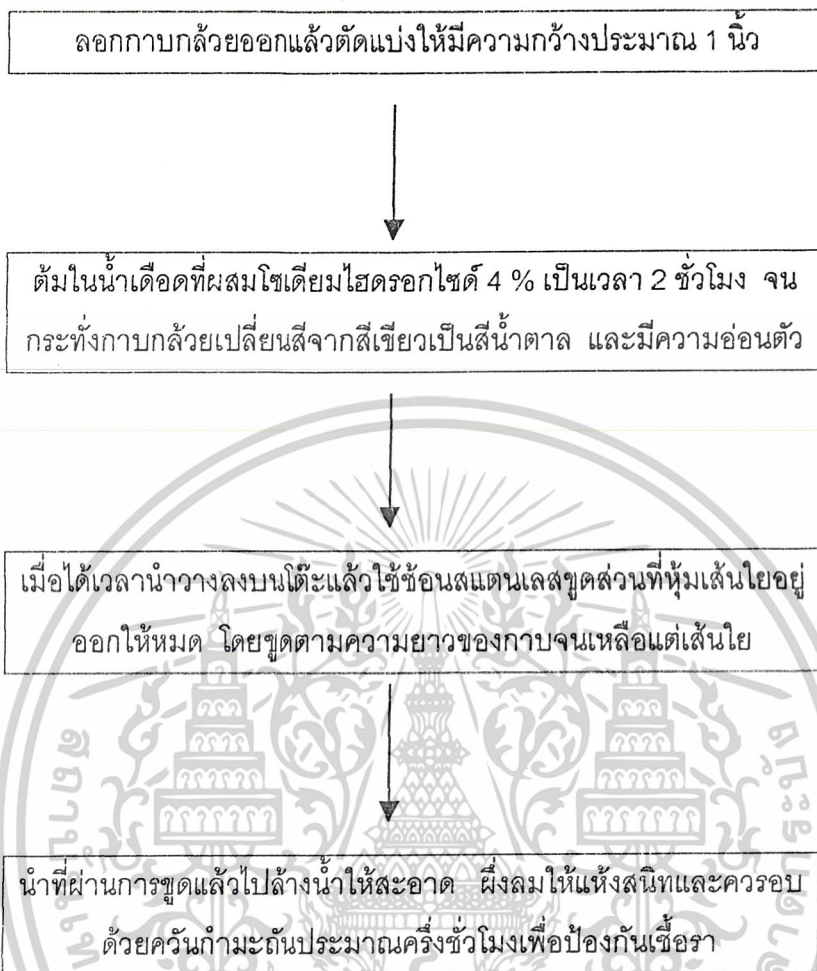 ลอกกาบกล้วยออกแล้วตัดแบ่งให้มีความกว้างประมาณ 1 นิ้ว
ต้มในน้ำเดือดที่ผสมโซเดียมไฮดรอกไซด์ 4 % เป็นเวลา 2 ชั่วโมง จน
กระทั่งกาบกล้วยเปลี่ยนสีจากสีเขียวเป็นสีน้ำตาล และมีความอ่อนตัว
เมื่อได้เวลานำวางลงบนโต๊ะแล้วใช้ช้อนสแตนเลสขูดส่วนที่หุ้มเส้นใยอยู่
ออกให้หมด โดยขูดตามความยาวของกาบจนเหลือแต่เส้นใย
นำที่ผ่านการขูดแล้วไปล้างน้ำให้สะอาด ผึ่งลมให้แห้งสนิทและควรอบ
ด้วยควันกำมะถันประมาณครึ่งชั่วโมงเพื่อป้องกันเชื้อรา